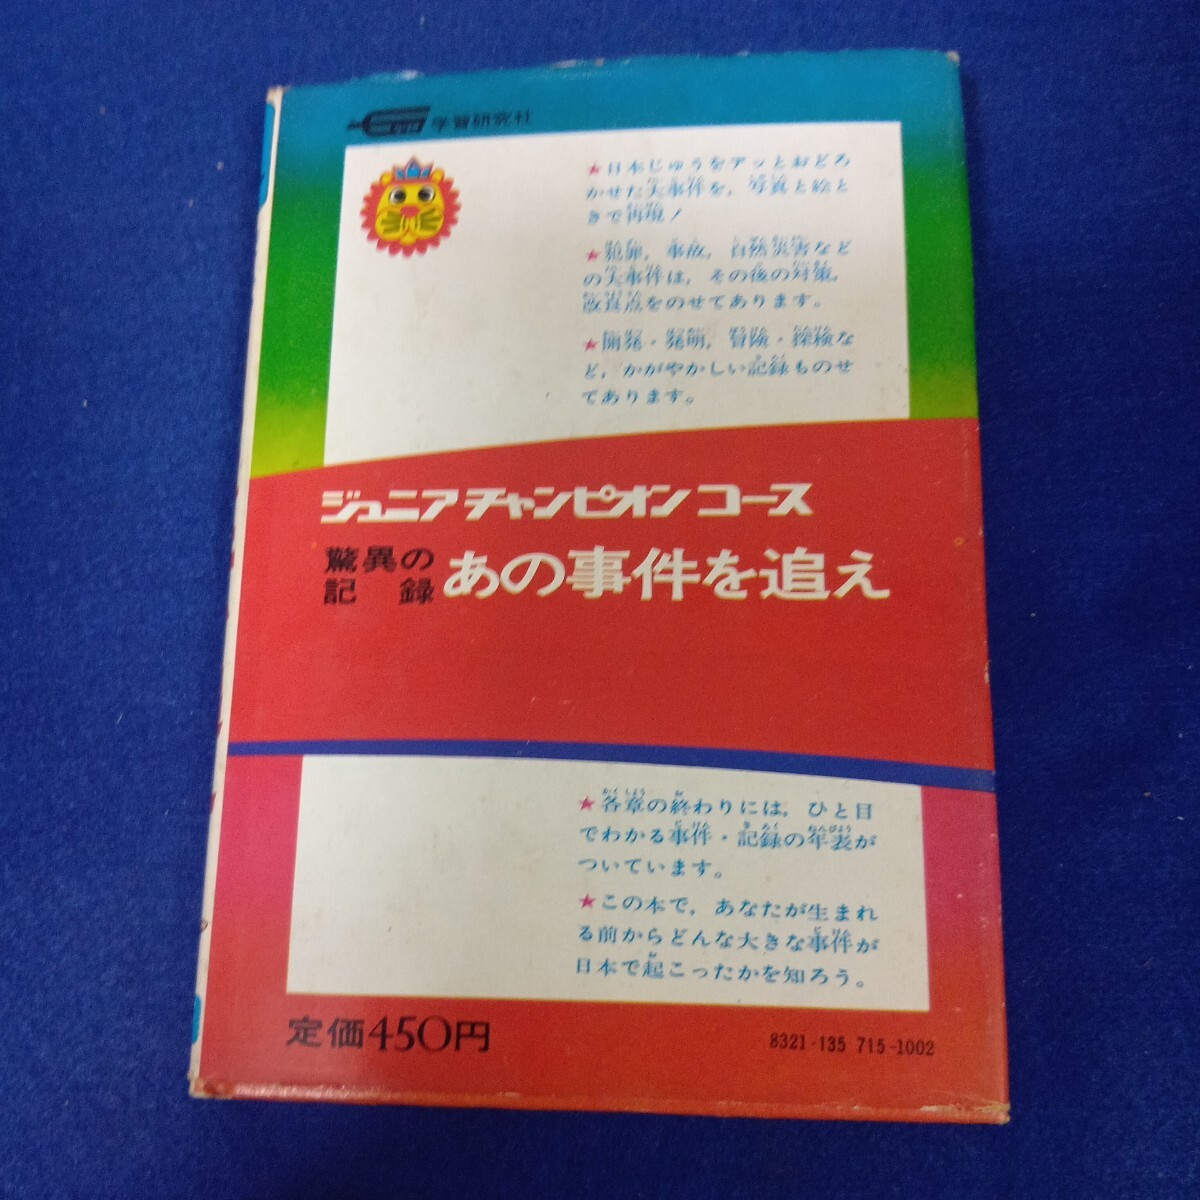 学習研究社
★日本じゅうをアッとおどろ
かせた大事件を，写真と絵と
きで再現！
★犯罪，事故，自然災害など
の大事件は，その後の対策，
改良点をのせてあります。
★開発・発明，冒険・探検な
ど，かがやかしい記録ものせ
てあります。
ジュニアチャンピオンコース
驚異の
記録
あの事件を追え
★各章の終わりには，ひと目
でわかる事件・記録の年表が
ついています。
★この本で，あなたが生まれ
る前からどんな大きな事件が
日本で起こったかを知ろう。
定価450円
8321-135 715-1002